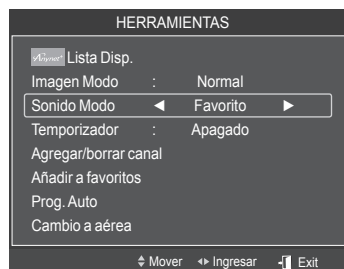 HERRAMIENTAS
Anynet+ Lista Disp.
Imagen Modo : Normal
Sonido Modo ◄ Favorito ►
Temporizador : Apagado
Agregar/borrar canal
Añadir a favoritos
Prog. Auto
Cambio a aérea
Mover Ingresar Exit